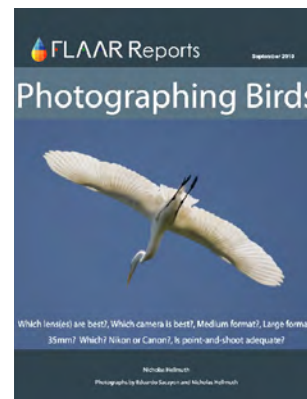 FLAAR Reports
September 2013
Photographing Birds
Which lens(es) are best?, Which camera is best?, Medium format?, Large forma
35mm? Which? Nikon or Canon?, Is point-and-shoot adequate?
Nicholas Hellmuth
Photographs by Eduardo Sacayon and Nicholas Hellmuth